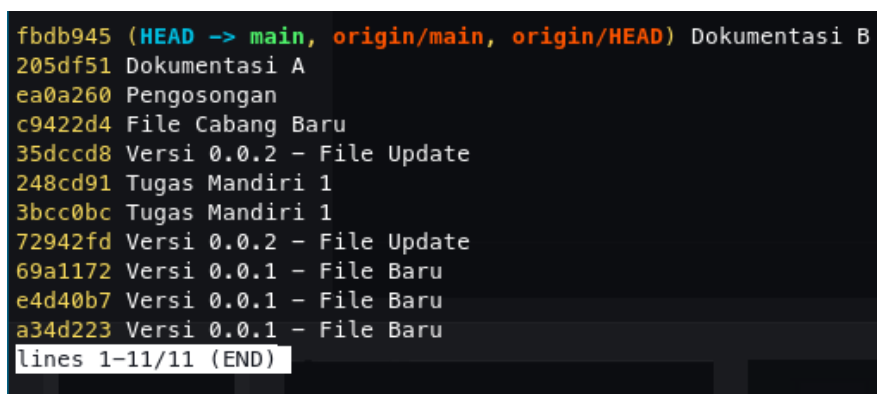 fbdb945 (HEAD -> main, origin/main, origin/HEAD) Dokumentasi B
205df51 Dokumentasi A
ea0a260 Pengosongan
c9422d4 File Cabang Baru
35dccd8 Versi 0.0.2 - File Update
248cd91 Tugas Mandiri 1
3bcc0bc Tugas Mandiri 1
72942fd Versi 0.0.2 - File Update
69a1172 Versi 0.0.1 - File Baru
e4d40b7 Versi 0.0.1 - File Baru
a34d223 Versi 0.0.1 - File Baru
lines 1-11/11 (END)